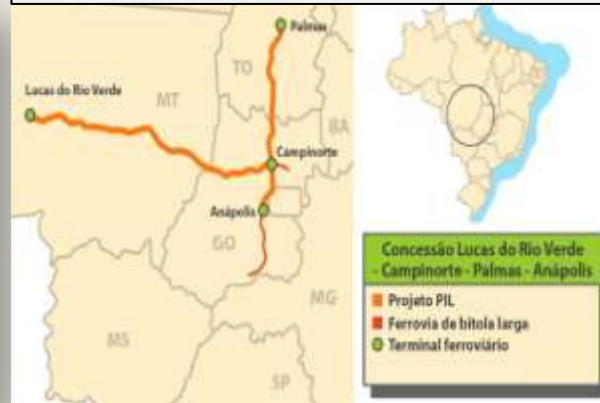 Palmas
TO
Lucas do Rio Verde
MT
BA
Campinorte
Anápolis
GO
MG
MS
SP
Concessão Lucas do Rio Verde
- Campinorte - Palmas - Anápolis
Projeto PIL
Ferrovia de bitola larga
Terminal ferroviário